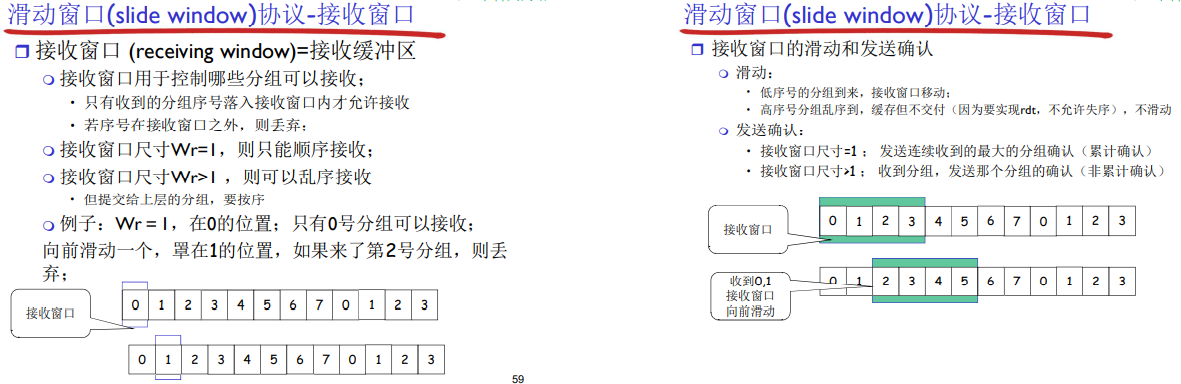 滑动窗口(slide window)协议-接收窗口
接收窗口 (receiving window)=接收缓冲区
接收窗口用于控制哪些分组可以接收；
• 只有收到的分组序号落入接收窗口内才允许接收
• 若序号在接收窗口之外，则丢弃；
接收窗口尺寸Wr=1，则只能顺序接收；
接收窗口尺寸Wr>1 ，则可以乱序接收
• 但提交给上层的分组，要按序
例子：Wr＝1，在0的位置；只有0号分组可以接收；
向前滑动一个，罩在1的位置，如果来了第2号分组，则丢
弃；
接收窗口
0 1 2 3 4 5 6 7 0 1 2 3
0 1 2 3 4 5 6 7 0 1 2 3
59
滑动窗口(slide window)协议-接收窗口
接收窗口的滑动和发送确认
滑动：
• 低序号的分组到来，接收窗口移动；
• 高序号分组乱序到，缓存但不交付（因为要实现rdt，不允许失序），不滑动
发送确认：
• 接收窗口尺寸=1 ； 发送连续收到的最大的分组确认（累计确认）
• 接收窗口尺寸>1 ； 收到分组，发送那个分组的确认（非累计确认）
接收窗口
0 1 2 3 4 5 6 7 0 1 2 3
收到0,1
接收窗口
向前滑动
0 1 2 3 4 5 6 7 0 1 2 3